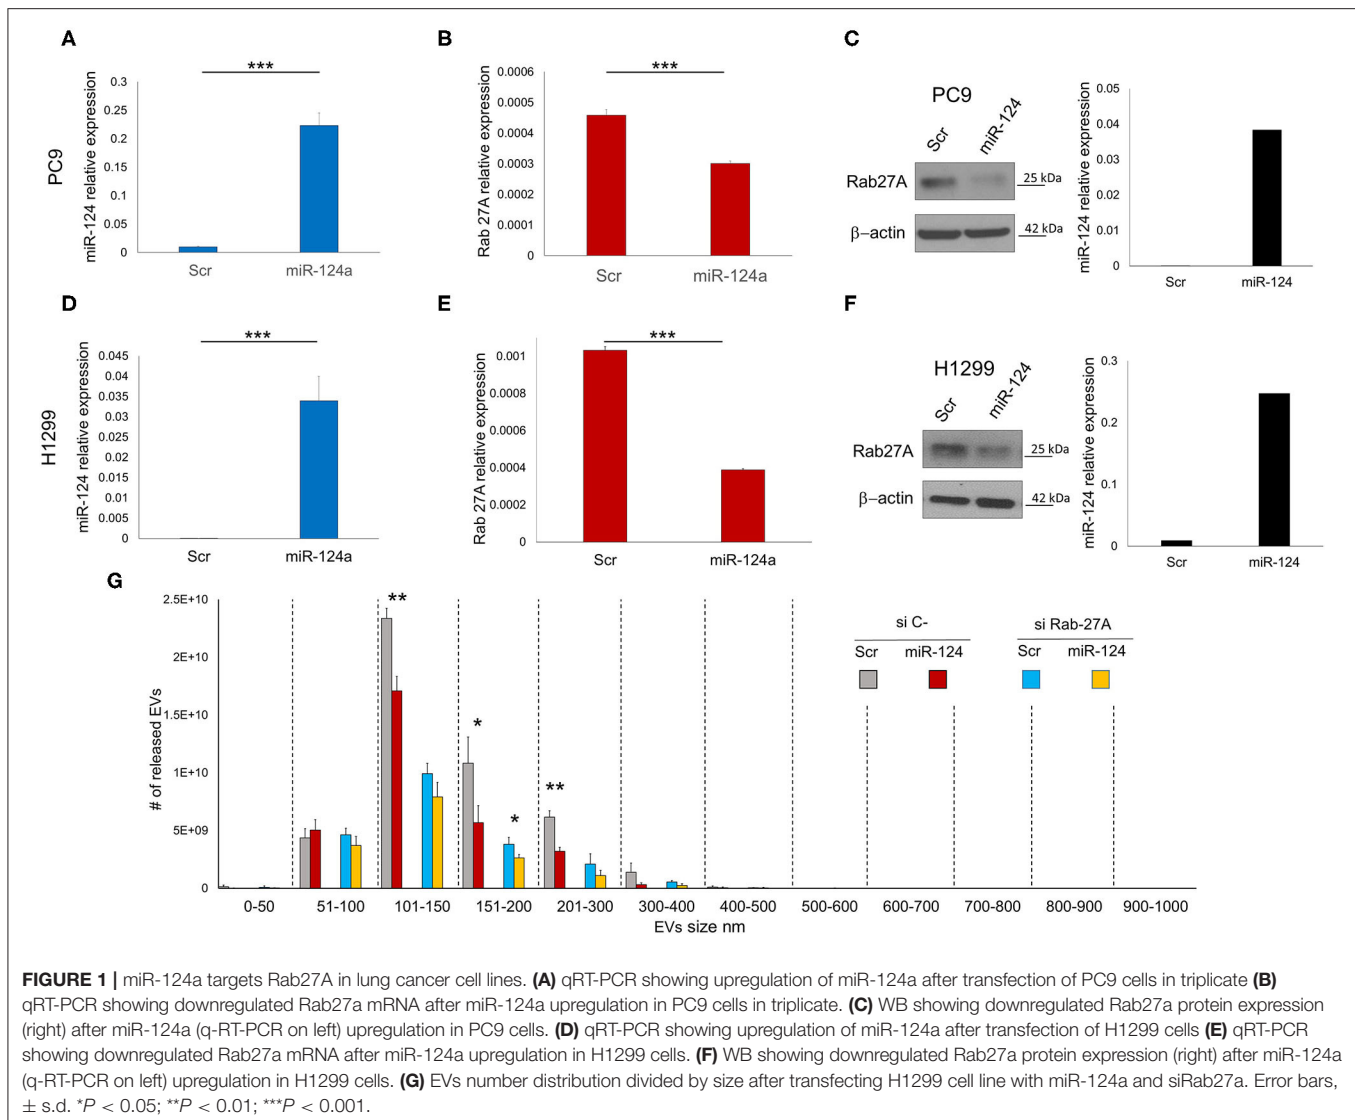 (A)
***
miR-124 relative expression
0.3
0.25
0.2
0.15
0.1
0.05
0
Scr
miR-124a
PC9
(B)
***
Rab 27A relative expression
0.0006
0.0005
0.0004
0.0003
0.0002
0.0001
0
Scr
miR-124a
(C)
PC9
Scr
miR-124
Rab27A
25 kDa
β–actin
42 kDa
miR-124 relative expression
0.05
0.04
0.03
0.02
0.01
0
Scr
miR-124
(D)
***
H1299
miR-124 relative expression
0.045
0.04
0.035
0.03
0.025
0.02
0.015
0.01
0.005
0
Scr
miR-124a
(E)
***
Rab 27A relative expression
0.001
0.0008
0.0006
0.0004
0.0002
0
Scr
miR-124a
(F)
H1299
Scr
miR-124
Rab27A
25 kDa
β–actin
42 kDa
miR-124 relative expression
0.3
0.2
0.1
0
Scr
miR-124
(G)
# of released EVs
2.5E+10
2E+10
1.5E+10
1E+10
5E+09
0
**
*
*
**
si C-
si Rab-27A
Scr
miR-124
Scr
miR-124
0-50
51-100
101-150
151-200
201-300
300-400
400-500
500-600
600-700
700-800
800-900
900-1000
EVs size nm
FIGURE 1 | miR-124a targets Rab27A in lung cancer cell lines. (A) qRT-PCR showing upregulation of miR-124a after transfection of PC9 cells in triplicate (B)
qRT-PCR showing downregulated Rab27a mRNA after miR-124a upregulation in PC9 cells in triplicate. (C) WB showing downregulated Rab27a protein expression
(right) after miR-124a (q-RT-PCR on left) upregulation in PC9 cells. (D) qRT-PCR showing upregulation of miR-124a after transfection of H1299 cells (E) qRT-PCR
showing downregulated Rab27a mRNA after miR-124a upregulation in H1299 cells. (F) WB showing downregulated Rab27a protein expression (right) after miR-124a
(q-RT-PCR on left) upregulation in H1299 cells. (G) EVs number distribution divided by size after transfecting H1299 cell line with miR-124a and siRab27a. Error bars,
± s.d. *P < 0.05; **P < 0.01; ***P < 0.001.